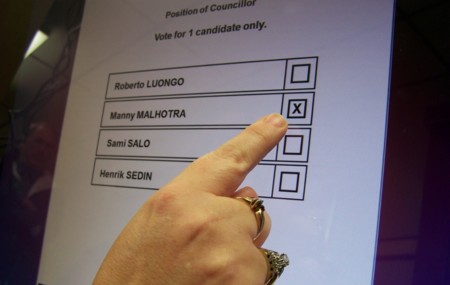 Position of Councillor
Vote for 1 candidate only.
Roberto LUONGO
Manny MALHOTRA X
Sami SALO
Henrik SEDIN